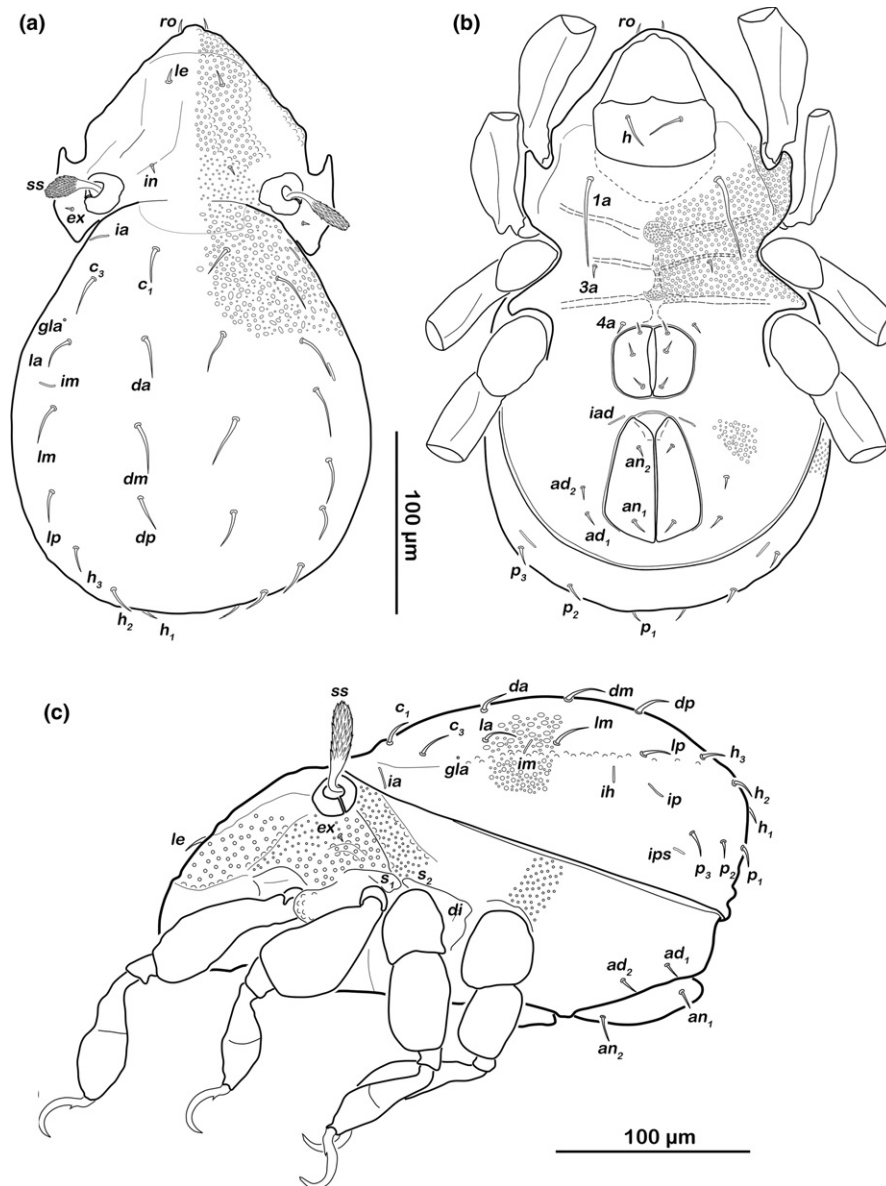 (a)
ro
le
ss
in
ex
ia
c3
c1
gla
la
im
da
lm
dm
lp
dp
h3
h2
h1
100 µm
(b)
ro
h
1a
3a
4a
iad
an2
ad2
an1
ad1
p3
p2
p1
(c)
ss
da
dm
dp
c1
c3
la
lm
lp
h3
gla
im
ia
ih
ip
h2
h1
le
ex
ips
p3
p2
p1
s1
s2
di
ad2
ad1
an1
an2
100 µm